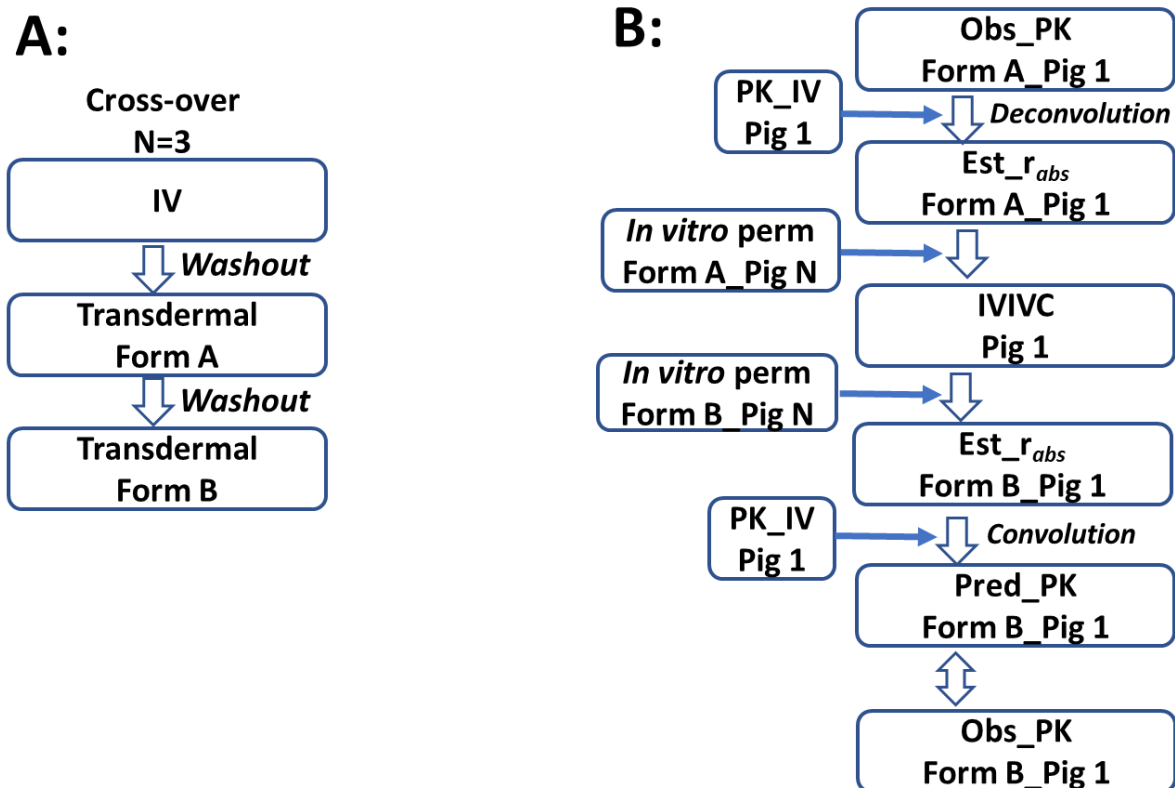 A:
Cross-over
N=3
IV
Washout
Transdermal
Form A
Washout
Transdermal
Form B
B:
Obs_PK
Form A_Pig 1
PK_IV
Pig 1
Deconvolution
Est_rabs
Form A_Pig 1
In vitro perm
Form A_Pig N
IVIVC
Pig 1
In vitro perm
Form B_Pig N
Est_rabs
Form B_Pig 1
PK_IV
Pig 1
Convolution
Pred_PK
Form B_Pig 1
Obs_PK
Form B_Pig 1